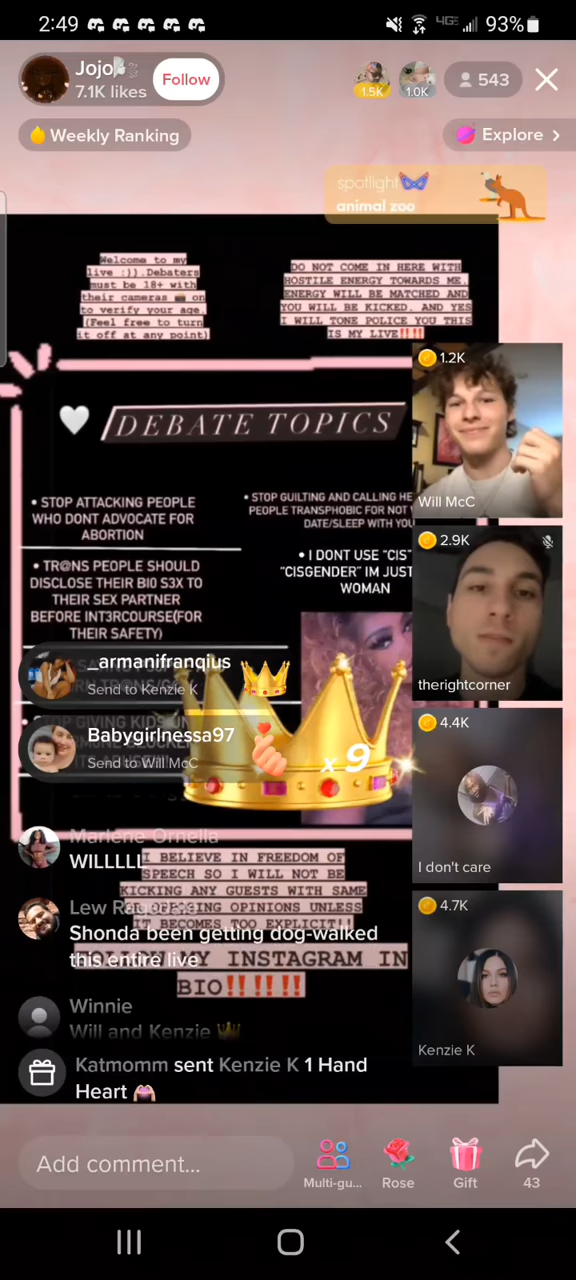 2:49
4GE
93%
Jojo
7.1K likes
Follow
1.5K
1.0K
543
Weekly Ranking
Explore >
spotlight
animal zoo
Welcome to my
live :)).Debaters
must be 18+ with
their cameras 📸 on
to verify your age.
(Feel free to turn
it off at any point)
DO NOT COME IN HERE WITH
HOSTILE ENERGY TOWARDS ME.
ENERGY WILL BE MATCHED AND
YOU WILL BE KICKED. AND YES
I WILL TONE POLICE YOU THIS
IS MY LIVE‼️‼️
🤍 DEBATE TOPICS
• STOP ATTACKING PEOPLE
WHO DONT ADVOCATE FOR
ABORTION
• TR@NS PEOPLE SHOULD
DISCLOSE THEIR BIO S3X TO
THEIR SEX PARTNER
BEFORE INT3RCOURSE(FOR
THEIR SAFETY)
• STOP GUILTING AND CALLING HE
PEOPLE TRANSPHOBIC FOR NOT
DATE/SLEEP WITH YOU
• I DONT USE "CIS"
"CISGENDER" IM JUST
WOMAN
1.2K
Will McC
2.9K
therightcorner
4.4K
I don't care
4.7K
Kenzie K
_armanifranqius
Send to Kenzie K
STOP GIVING KIDS
Babygirlnessa97
Send to Will McC
x 9
Marlene Ornella
WILLLLL
I BELIEVE IN FREEDOM OF
SPEECH SO I WILL NOT BE
KICKING ANY GUESTS WITH SAME
OPPOSING OPINIONS UNLESS
IT BECOMES TOO EXPLICIT!!
Lew
Shonda been getting dog-walked
this entire live
MY INSTAGRAM IN
BIO‼️‼️‼️
Winnie
Will and Kenzie 👑
Katmomm sent Kenzie K 1 Hand
Heart
Add comment...
Multi-gu...
Rose
Gift
43